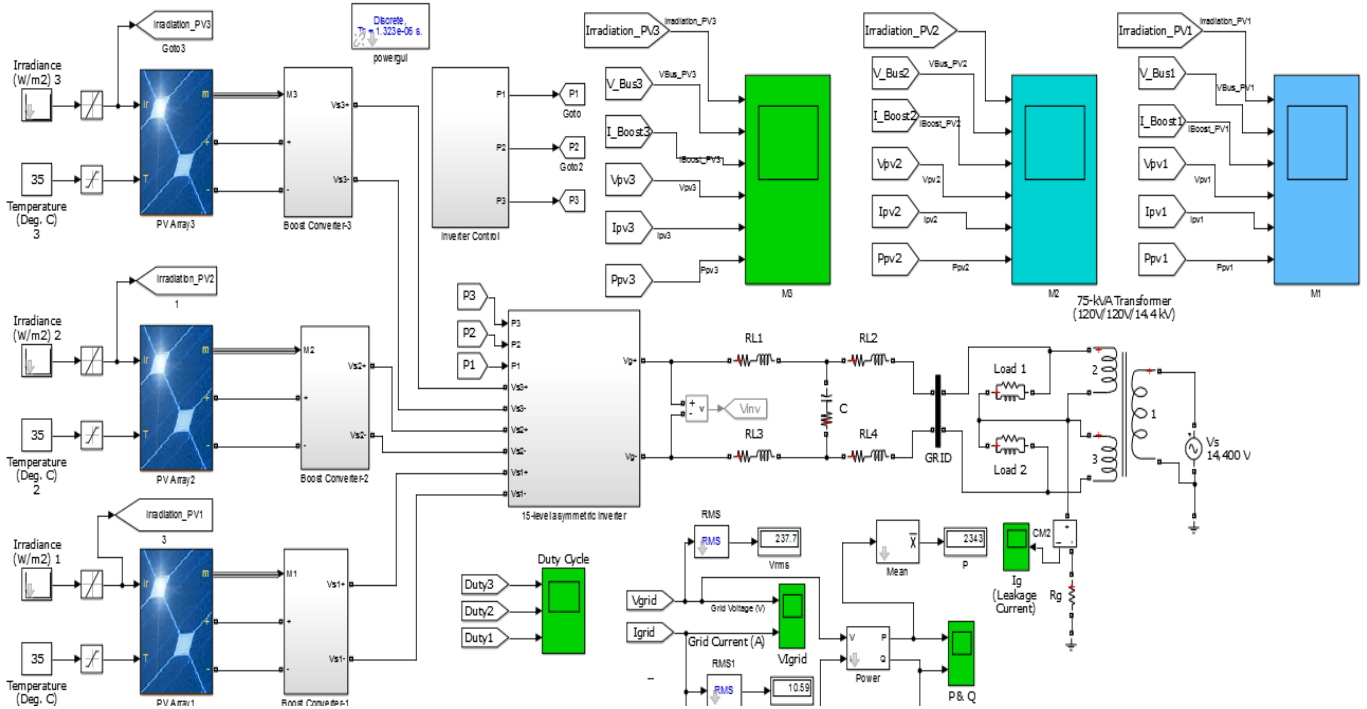 Irradiation_PV3
Goto3
Irradiance
(W/m2) 3
Ir
m
T
+
-
35
Temperature
(Deg. C)
3
PV Array3
M3
+
-
Vs3+
Vs3-
Boost Converter-3
Discrete,
powergui
P1
P2
P3
Inverter Control
P1
Goto
P2
Goto2
P3
Irradiation_PV3
Irradiation_PV3
V_Bus3
VBus_PV3
I_Boost3
IBoost_PV3
Vpv3
Vpv3
Ipv3
Ipv3
Ppv3
Ppv3
M3
Irradiation_PV2
V_Bus2
VBus_PV2
I_Boost2
IBoost_PV2
Vpv2
Vpv2
Ipv2
Ipv2
Ppv2
Ppv2
M2
Irradiation_PV1
Irradiation_PV1
V_Bus1
VBus_PV1
I_Boost1
IBoost_PV1
Vpv1
Vpv1
Ipv1
Ipv1
Ppv1
Ppv1
M1
Irradiation_PV2
1
Irradiance
(W/m2) 2
Ir
m
T
+
-
35
Temperature
(Deg. C)
2
PV Array2
M2
+
-
Vs2+
Vs2-
Boost Converter-2
P3
P2
P1
P3
P2
P1
Vs3+
Vs3-
Vs2+
Vs2-
Vs1+
Vs1-
Vg+
Vg-
15-level asymmetric Inverter
RL1
RL2
RL3
RL4
C
+
-
v
Vinv
GRID
Load 1
Load 2
75-kVA Transformer
(120V/120V/14.4 kV)
+
2
+
3
+
1
Vs
14,400 V
Irradiation_PV1
3
Irradiance
(W/m2) 1
Ir
m
T
+
-
35
Temperature
(Deg. C)
PV Array1
M1
+
-
Vs1+
Vs1-
Boost Converter-1
Duty Cycle
Duty3
Duty2
Duty1
RMS
RMS
237.7
Vrms
Vgrid
Grid Voltage (V)
Igrid
Grid Current (A)
VIgrid
RMS1
RMS
10.59
--
X
Mean
2343
P
V
P
Q
Power
P & Q
CM2
+
-
Ig
(Leakage
Current)
Rg